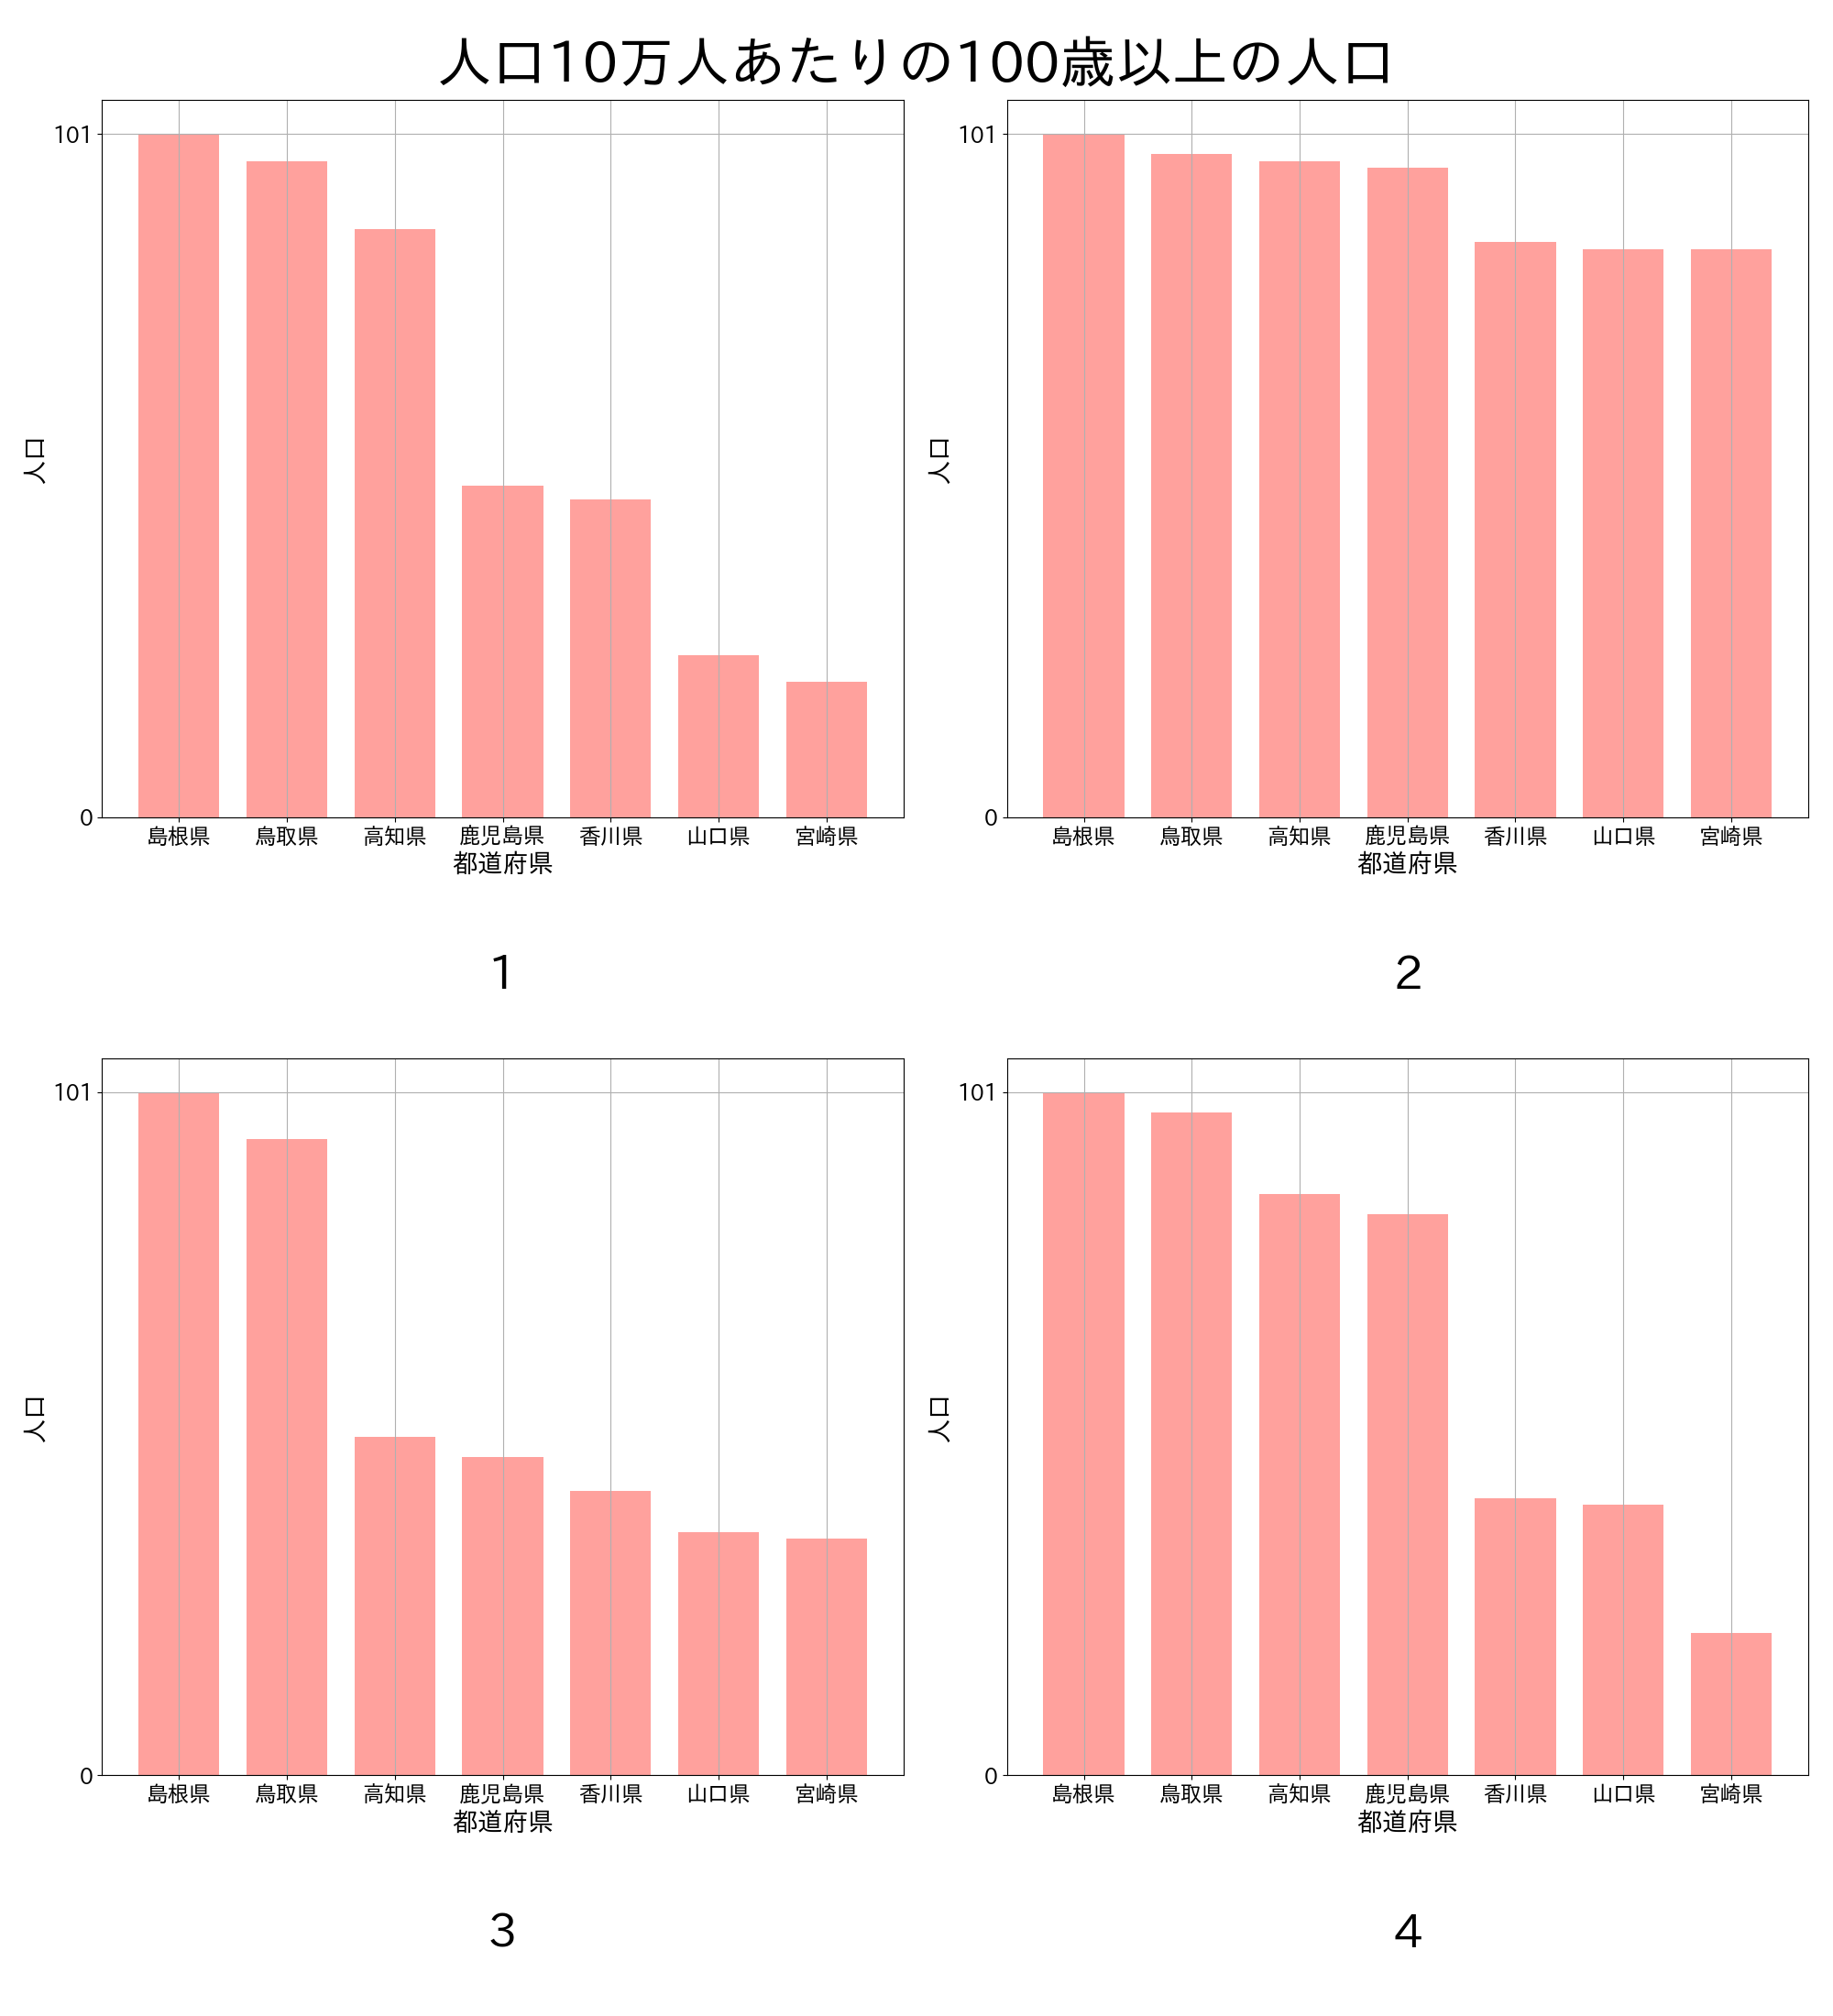 人口10万人あたりの100歳以上の人口
101
人口
0
島根県 鳥取県 高知県 鹿児島県 香川県 山口県 宮崎県
都道府県
1
101
人口
0
島根県 鳥取県 高知県 鹿児島県 香川県 山口県 宮崎県
都道府県
2
101
人口
0
島根県 鳥取県 高知県 鹿児島県 香川県 山口県 宮崎県
都道府県
3
101
人口
0
島根県 鳥取県 高知県 鹿児島県 香川県 山口県 宮崎県
都道府県
4